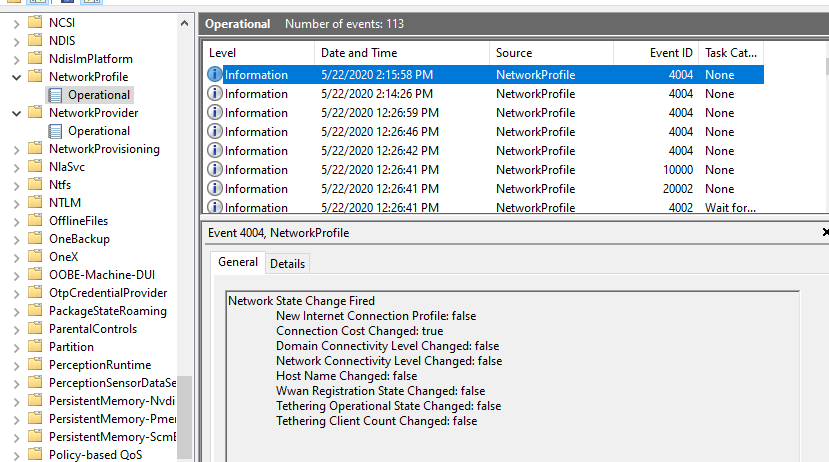 NCSI
NDIS
NdisImPlatform
NetworkProfile
Operational
NetworkProvider
Operational
NetworkProvisioning
NlaSvc
Ntfs
NTLM
OfflineFiles
OneBackup
OneX
OOBE-Machine-DUI
OtpCredentialProvider
PackageStateRoaming
ParentalControls
Partition
PerceptionRuntime
PerceptionSensorDataSe
PersistentMemory-Nvdi
PersistentMemory-Pmer
PersistentMemory-ScmB
Policy-based QoS
Operational Number of events: 113
Level Date and Time Source Event ID Task Cat...
Information 5/22/2020 2:15:58 PM NetworkProfile 4004 None
Information 5/22/2020 2:14:26 PM NetworkProfile 4004 None
Information 5/22/2020 12:26:59 PM NetworkProfile 4004 None
Information 5/22/2020 12:26:46 PM NetworkProfile 4004 None
Information 5/22/2020 12:26:42 PM NetworkProfile 4004 None
Information 5/22/2020 12:26:41 PM NetworkProfile 10000 None
Information 5/22/2020 12:26:41 PM NetworkProfile 20002 None
Information 5/22/2020 12:26:41 PM NetworkProfile 4002 Wait for...
Event 4004, NetworkProfile
General Details
Network State Change Fired
New Internet Connection Profile: false
Connection Cost Changed: true
Domain Connectivity Level Changed: false
Network Connectivity Level Changed: false
Host Name Changed: false
Wwan Registration State Changed: false
Tethering Operational State Changed: false
Tethering Client Count Changed: false